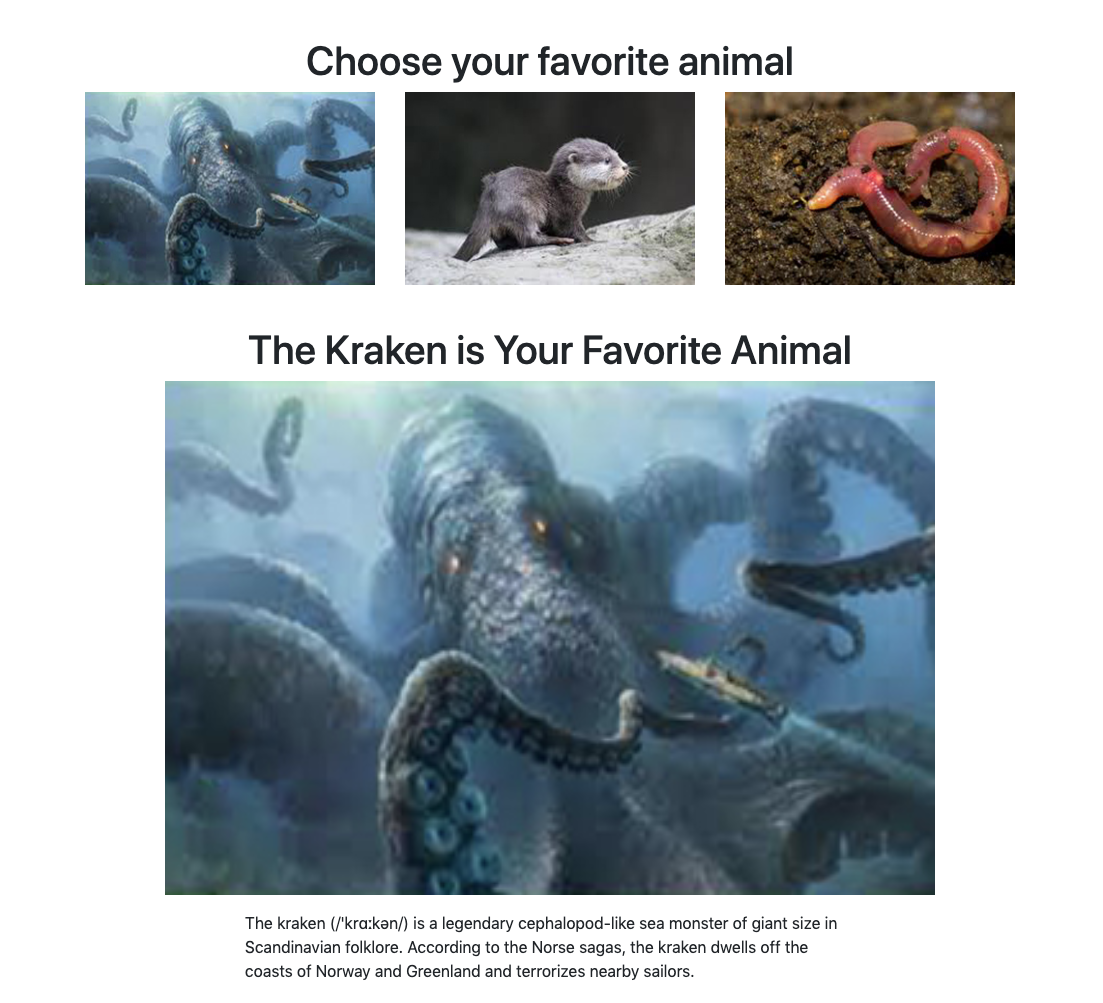 Choose your favorite animal
The Kraken is Your Favorite Animal
The kraken (/ˈkrɑːkən/) is a legendary cephalopod-like sea monster of giant size in
Scandinavian folklore. According to the Norse sagas, the kraken dwells off the
coasts of Norway and Greenland and terrorizes nearby sailors.